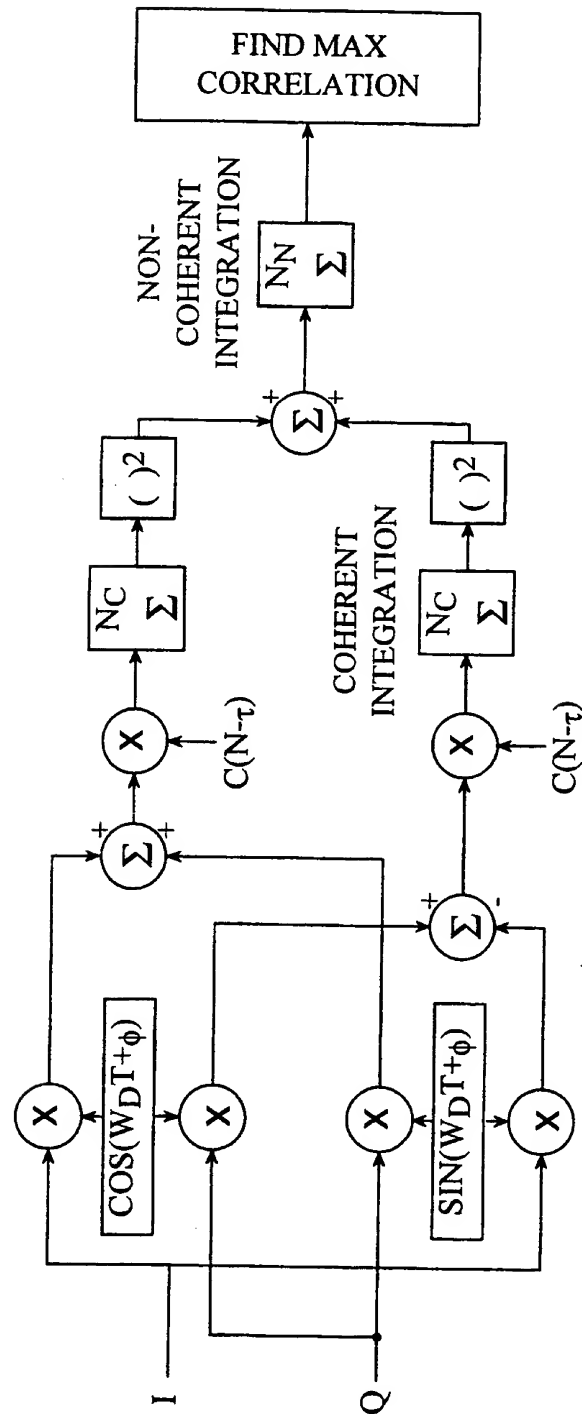 I
Q
X
COS(W_DT+φ)
X
X
SIN(W_DT+φ)
X
+
Σ
+
+
Σ
-
X
C(N-τ)
X
C(N-τ)
N_C
Σ
COHERENT
INTEGRATION
N_C
Σ
( )²
( )²
+
Σ
+
NON-
COHERENT
INTEGRATION
N_N
Σ
FIND MAX
CORRELATION